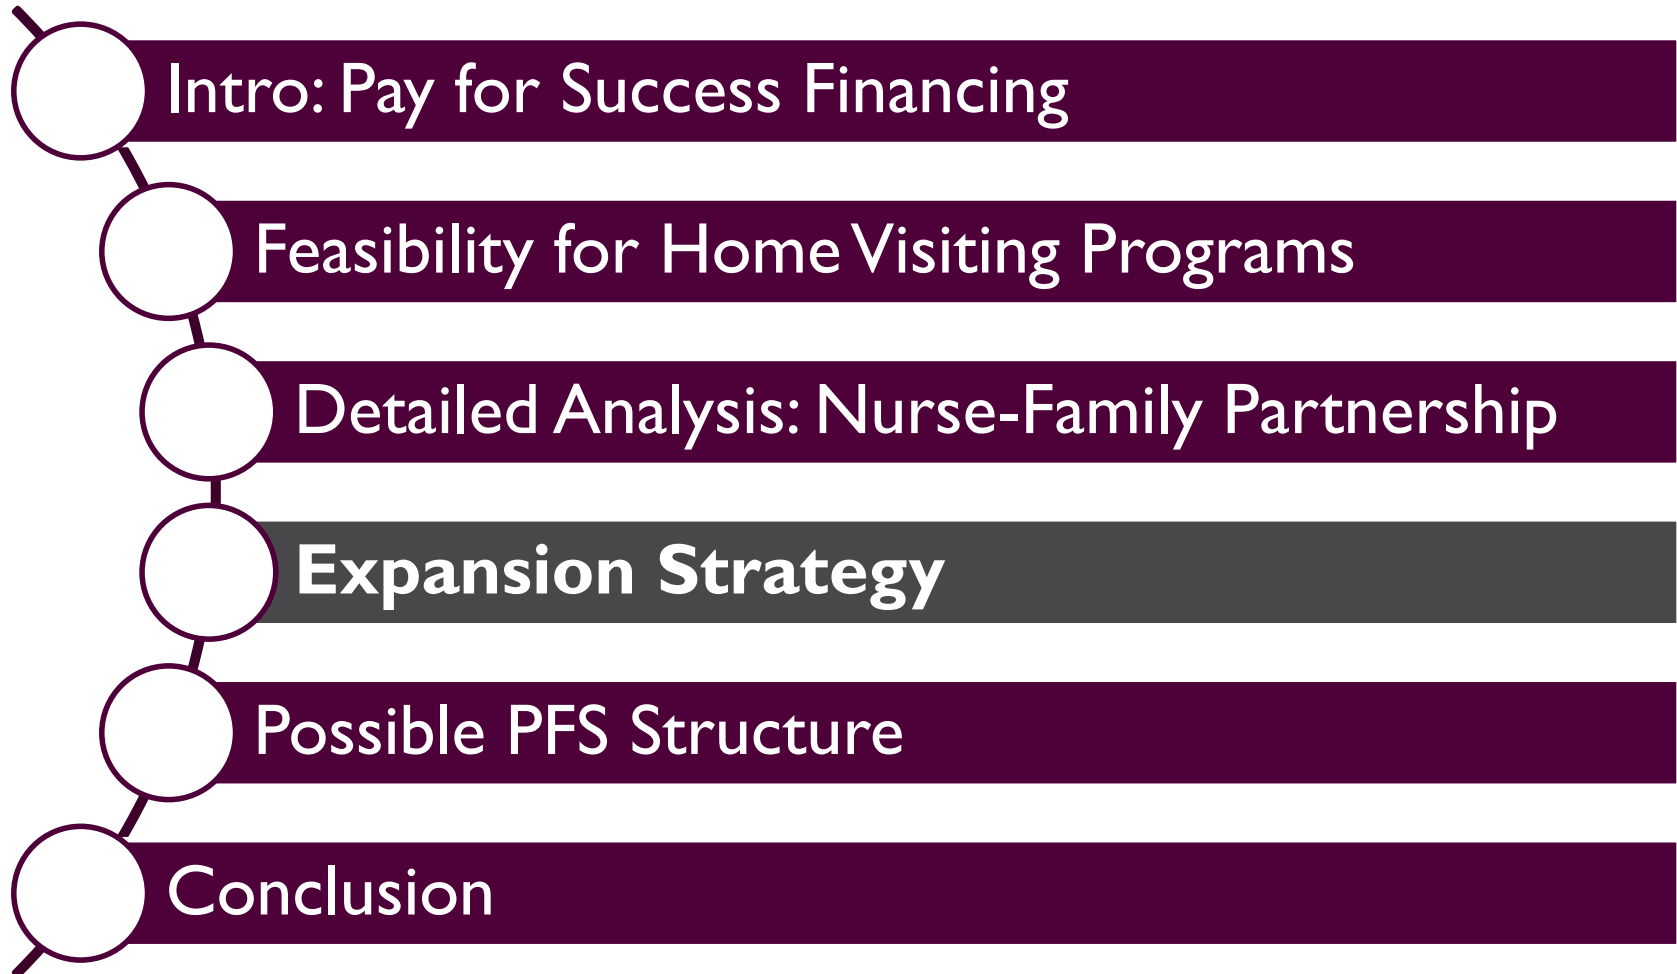 Intro: Pay for Success Financing
Feasibility for Home Visiting Programs
Detailed Analysis: Nurse-Family Partnership
Expansion Strategy
Possible PFS Structure
Conclusion